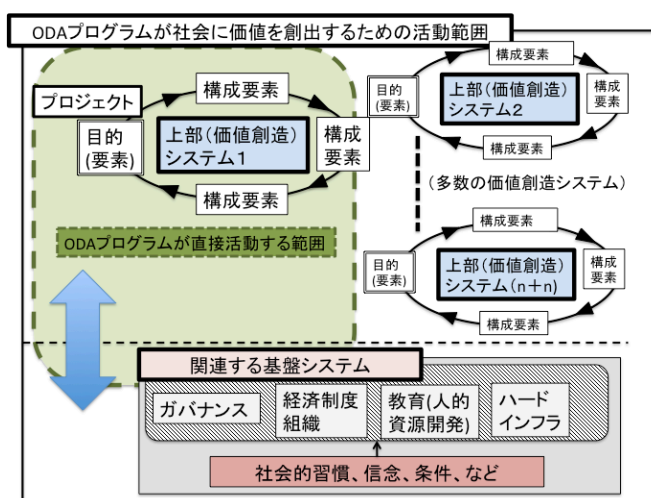 ODAプログラムが社会に価値を創出するための活動範囲
プロジェクト
構成要素
目的
(要素)
上部(価値創造)
システム1
構成
要素
構成要素
ODAプログラムが直接活動する範囲
構成要素
目的
(要素)
上部(価値創造)
システム2
構成
要素
構成要素
(多数の価値創造システム)
構成要素
目的
(要素)
上部(価値創造)
システム(n+n)
構成
要素
構成要素
関連する基盤システム
ガバナンス
経済制度
組織
教育(人的
資源開発)
ハード
インフラ
社会的習慣、信念、条件、など